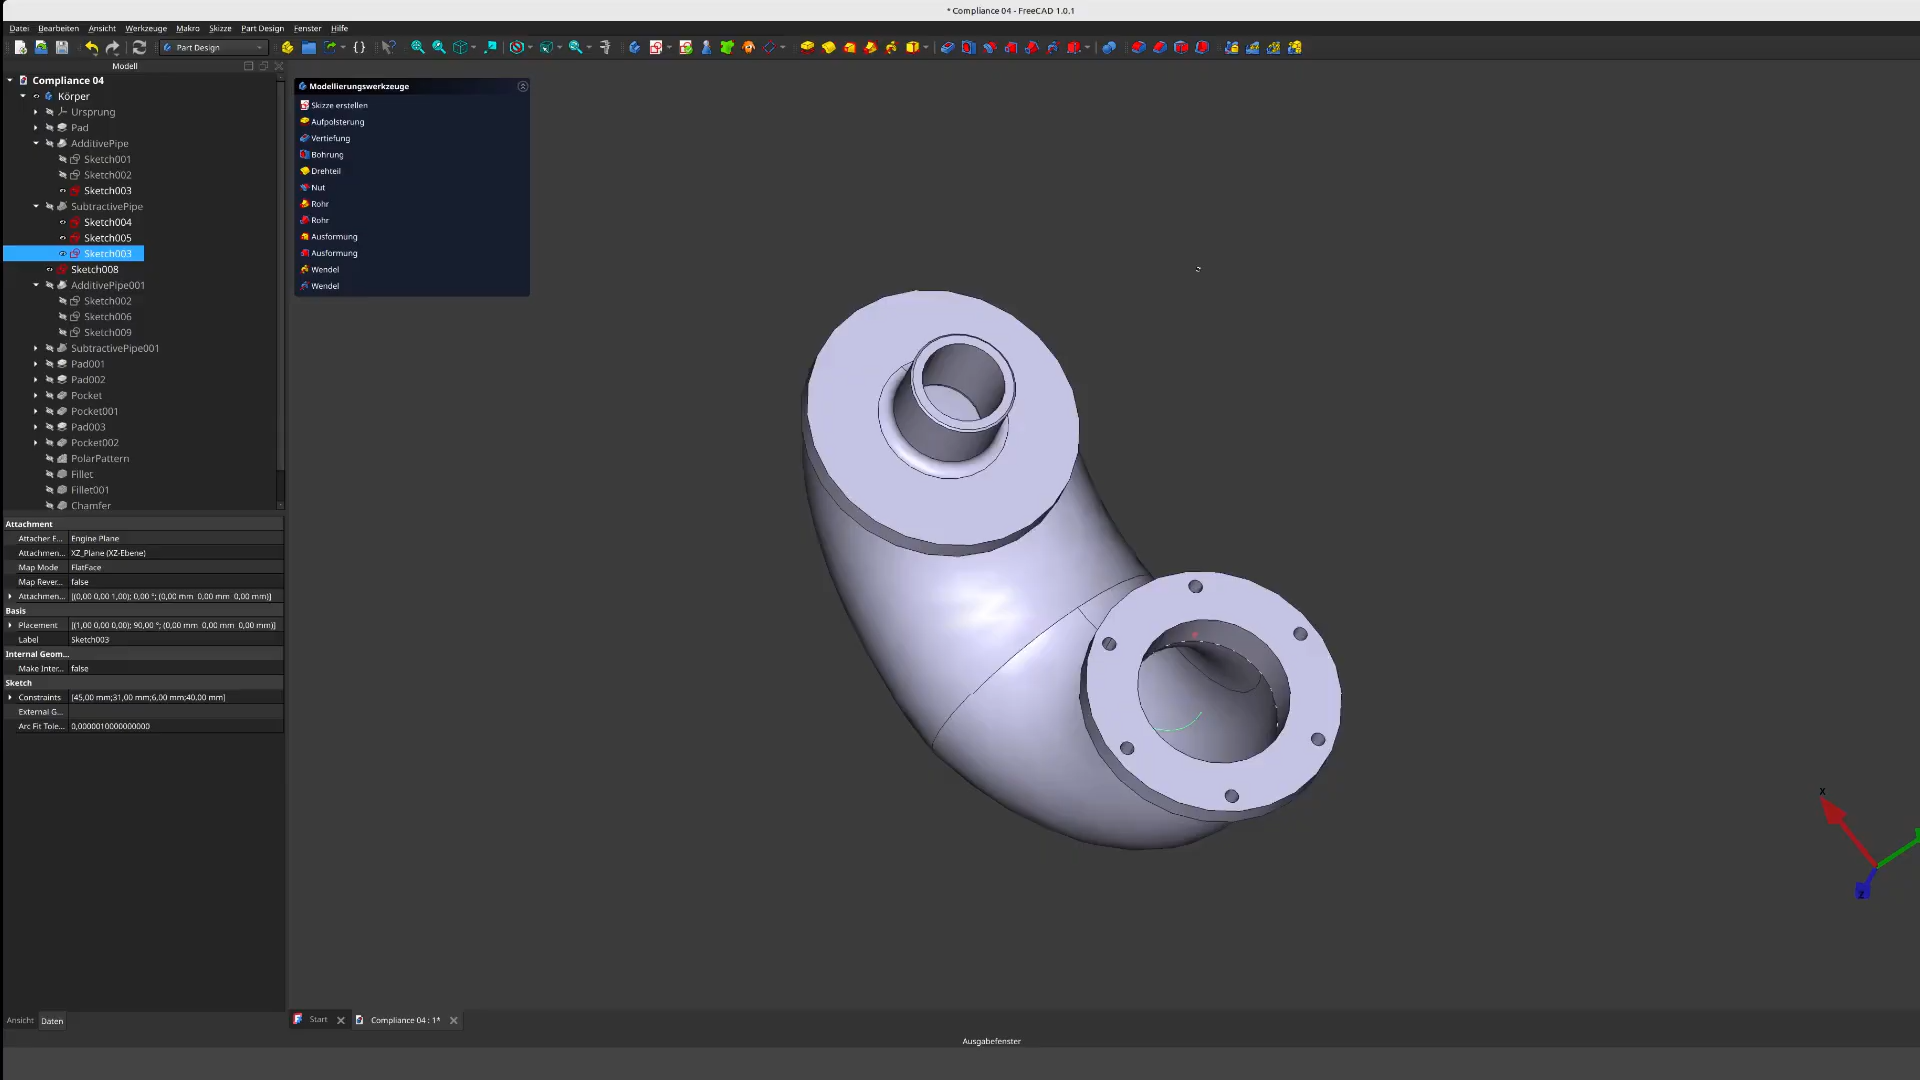 * Compliance 04 - FreeCAD 1.0.1
Datei Bearbeiten Ansicht Werkzeuge Makro Skizze Part Design Fenster Hilfe
Part Design
Modell
Compliance 04
Körper
Ursprung
Pad
AdditivePipe
Sketch001
Sketch002
Sketch003
SubtractivePipe
Sketch004
Sketch005
Sketch003
Sketch008
AdditivePipe001
Sketch002
Sketch006
Sketch009
SubtractivePipe001
Pad001
Pad002
Pocket
Pocket001
Pad003
Pocket002
PolarPattern
Fillet
Fillet001
Chamfer
Modellierungswerkzeuge
Skizze erstellen
Aufpolsterung
Vertiefung
Bohrung
Drehteil
Nut
Rohr
Rohr
Ausformung
Ausformung
Wendel
Wendel
Attachment
Attacher E... Engine Plane
Attachmen... XZ_Plane (XZ-Ebene)
Map Mode FlatFace
Map Rever... false
Attachmen... [(0,00 0,00 1,00); 0,00 °; (0,00 mm 0,00 mm 0,00 mm)]
Basis
Placement [(1,00 0,00 0,00); 90,00 °; (0,00 mm 0,00 mm 0,00 mm)]
Label Sketch003
Internal Geom...
Make Inter... false
Sketch
Constraints [45,00 mm;31,00 mm;6,00 mm;40,00 mm]
External G...
Arc Fit Tole... 0,0000010000000000
X
Z
Ansicht Daten
Start
Compliance 04 : 1*
Ausgabefenster